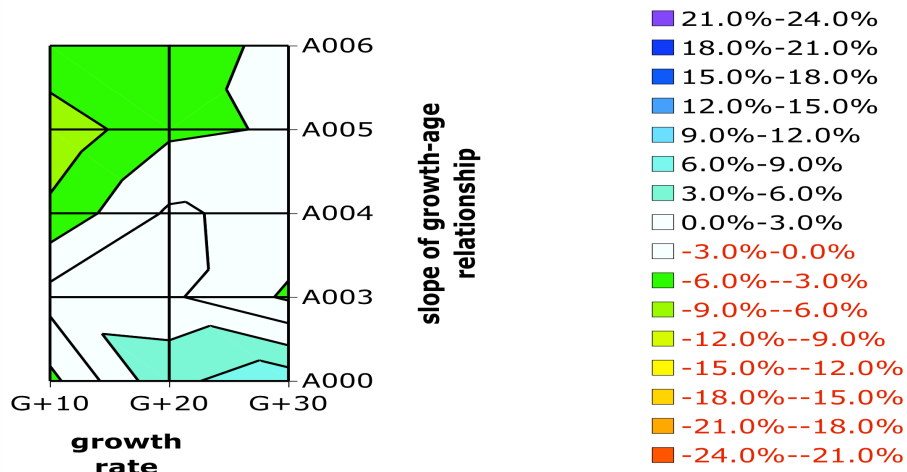 A006
A005
A004
A003
A000
G+10 G+20 G+30
growth
rate
slope of growth-age
relationship
21.0%-24.0%
18.0%-21.0%
15.0%-18.0%
12.0%-15.0%
9.0%-12.0%
6.0%-9.0%
3.0%-6.0%
0.0%-3.0%
-3.0%-0.0%
-6.0%--3.0%
-9.0%--6.0%
-12.0%--9.0%
-15.0%--12.0%
-18.0%--15.0%
-21.0%--18.0%
-24.0%--21.0%